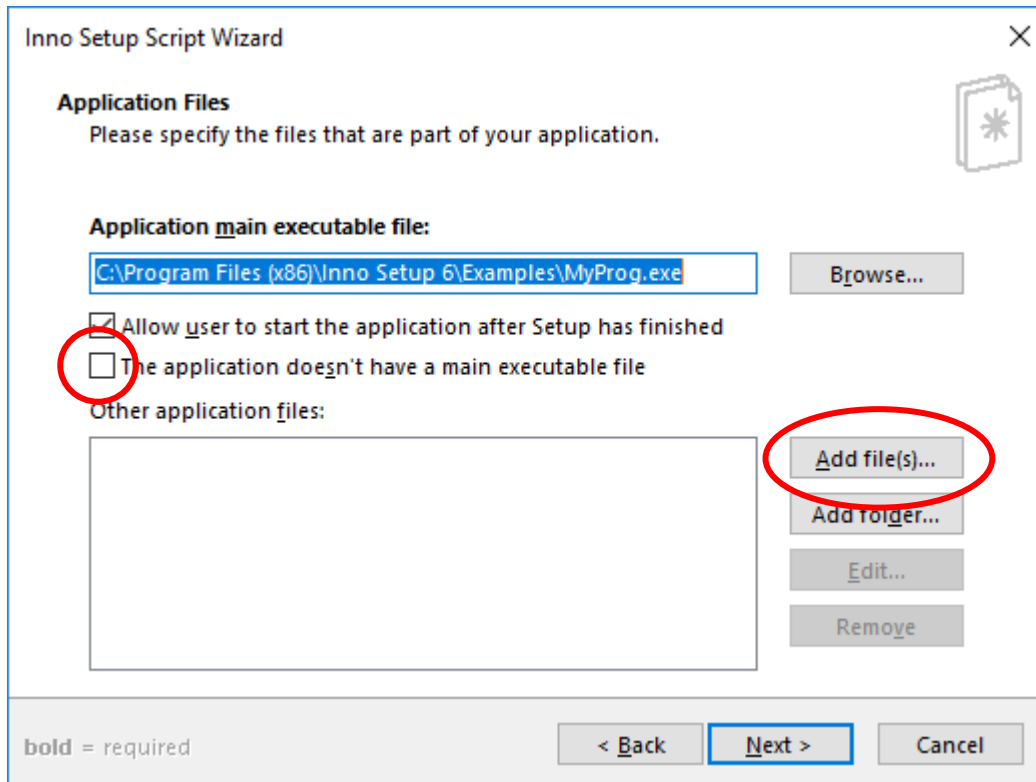 Inno Setup Script Wizard
Application Files
Please specify the files that are part of your application.
Application main executable file:
C:\Program Files (x86)\Inno Setup 6\Examples\MyProg.exe
Browse...
Allow user to start the application after Setup has finished
The application doesn't have a main executable file
Other application files:
Add file(s)...
Add folder...
Edit...
Remove
bold = required
< Back
Next >
Cancel